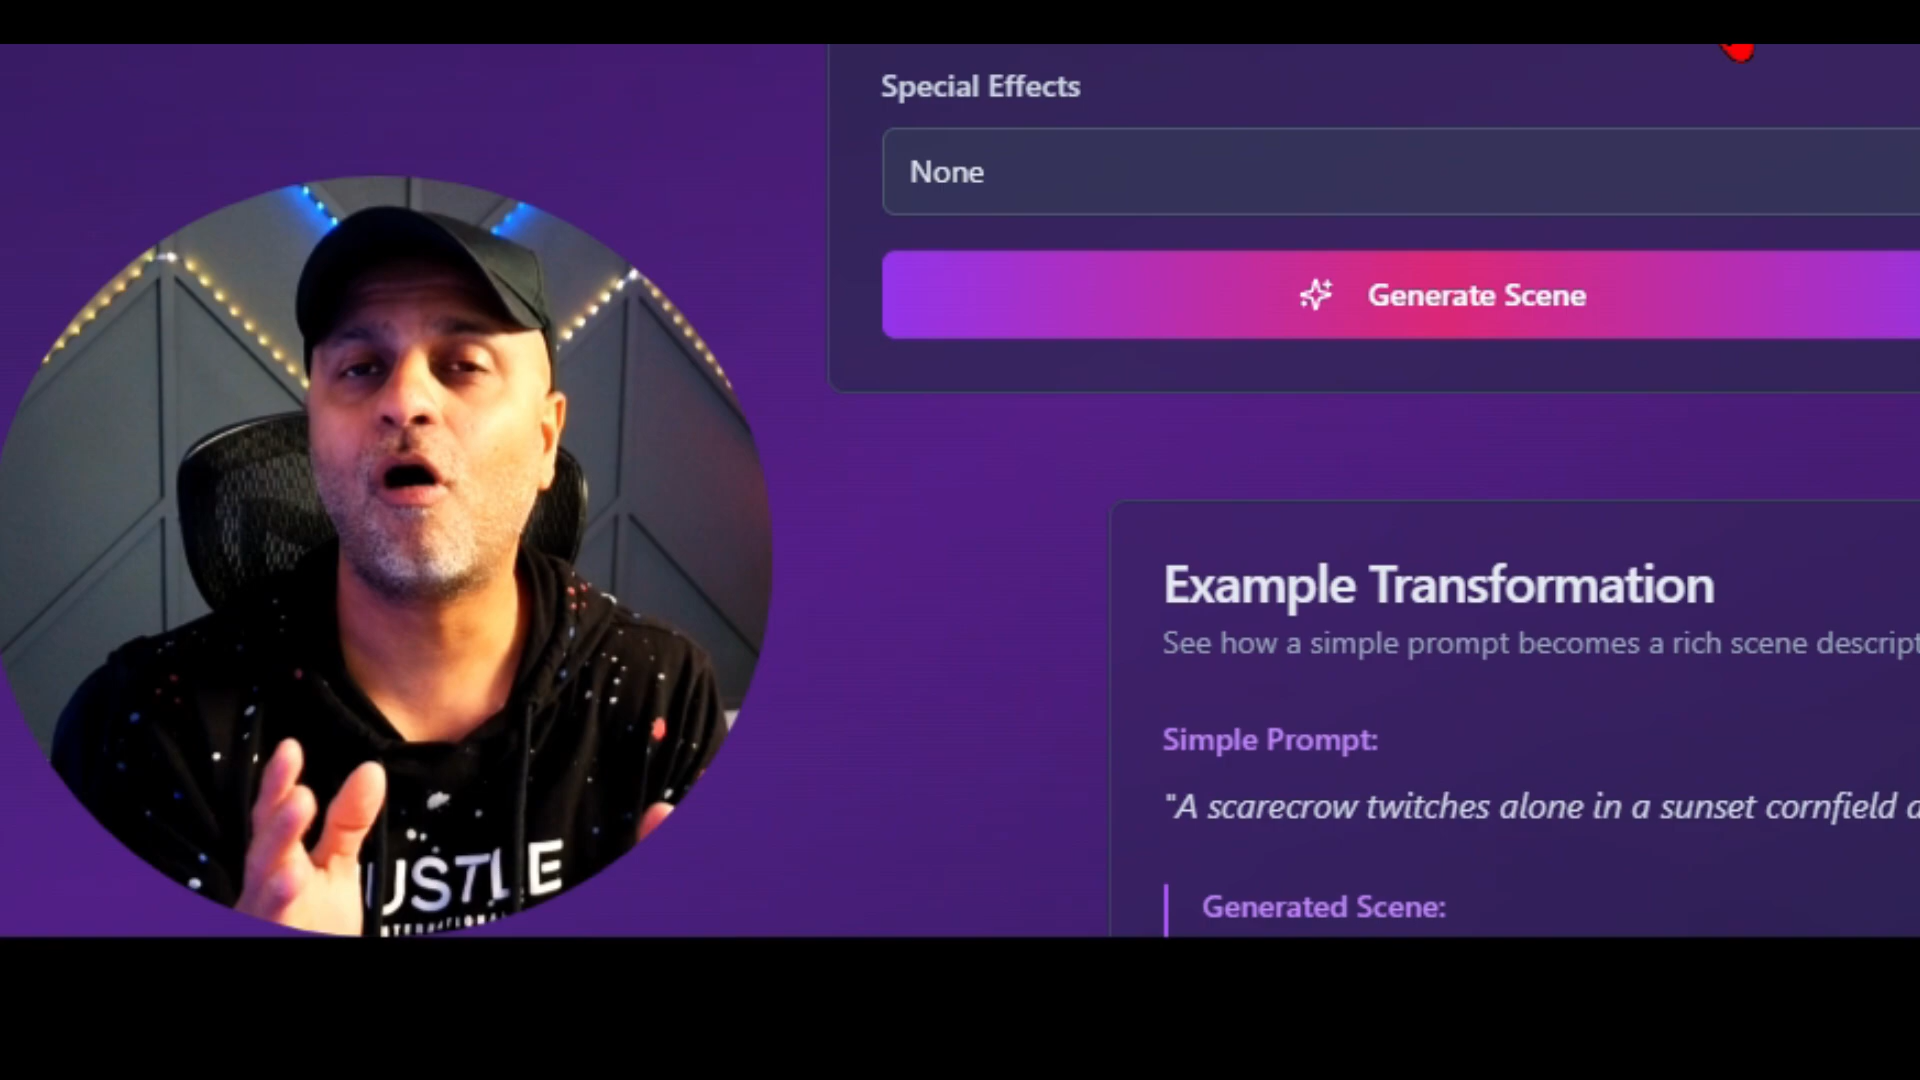 Special Effects
None
Generate Scene
Example Transformation
See how a simple prompt becomes a rich scene descript
Simple Prompt:
"A scarecrow twitches alone in a sunset cornfield
Generated Scene:
USTLE